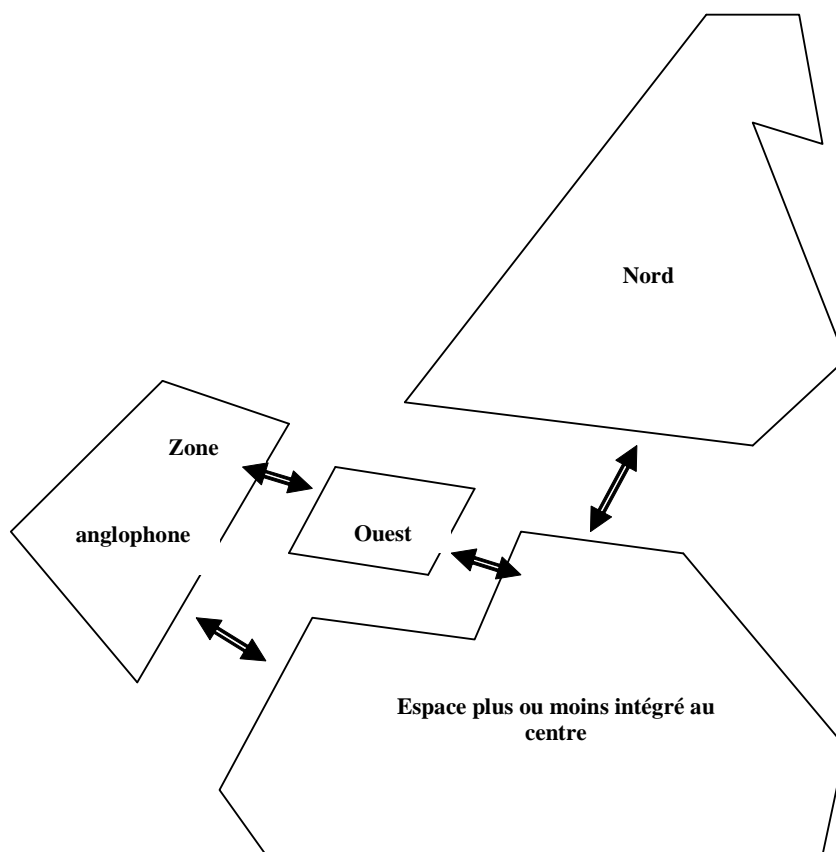 Nord
Zone
anglophone
Ouest
Espace plus ou moins intégré au
centre